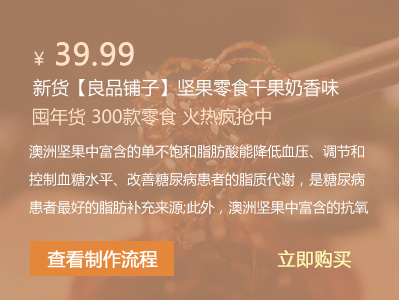 ¥ 39.99
新货【良品铺子】坚果零食干果奶香味
囤年货 300款零食 火热疯抢中
澳洲坚果中富含的单不饱和脂肪酸能降低血压、调节和
控制血糖水平、改善糖尿病患者的脂质代谢，是糖尿病
患者最好的脂肪补充来源;此外，澳洲坚果中富含的抗氧
查看制作流程 立即购买